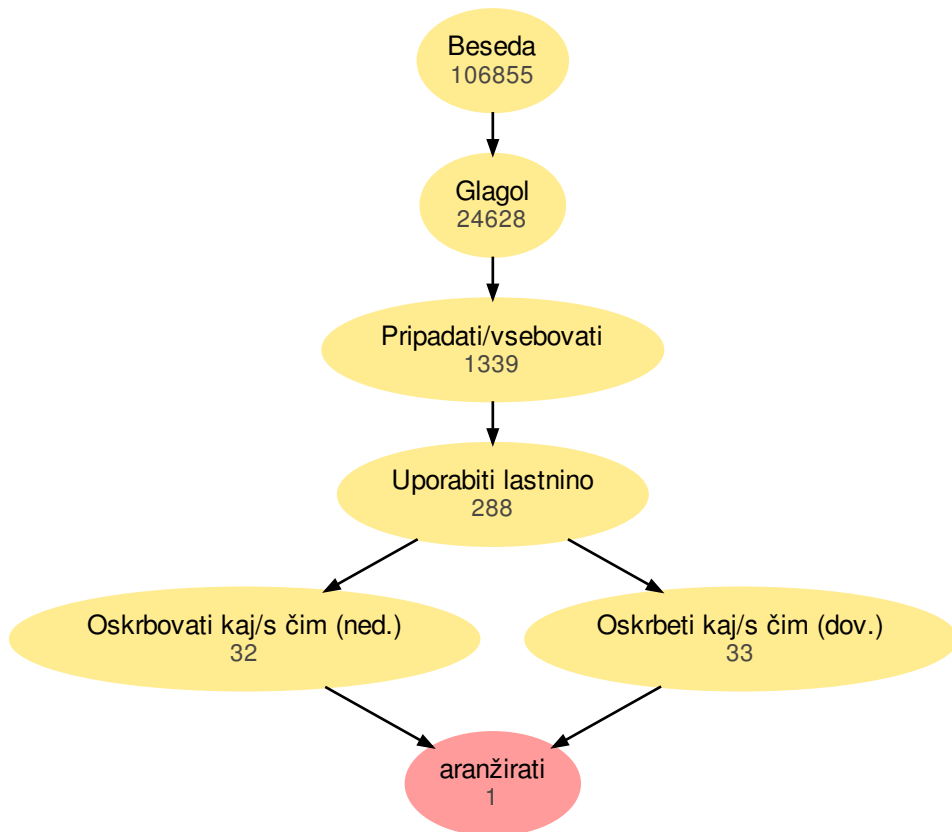 Beseda
106855
Glagol
24628
Pripadati/vsebovati
1339
Uporabiti lastnino
288
Oskrbovati kaj/s čim (ned.)
32
Oskrbeti kaj/s čim (dov.)
33
aranžirati
1